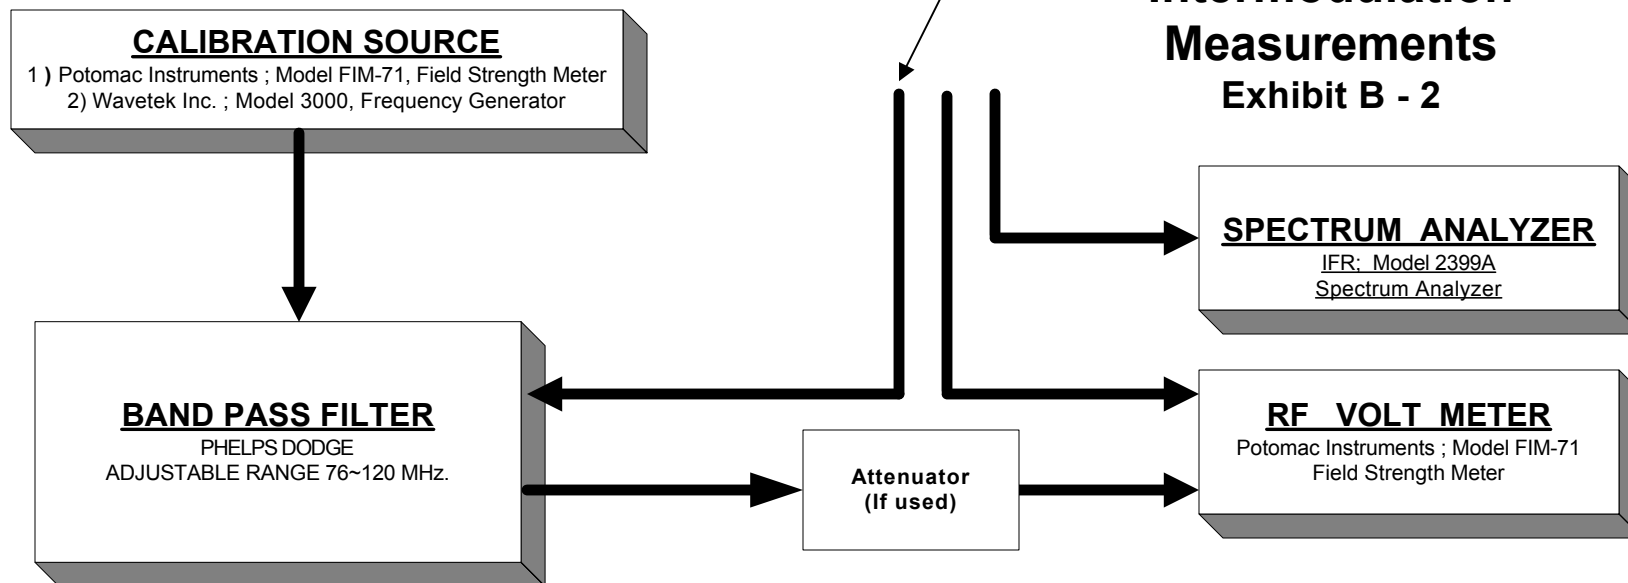 Intermodulation
Measurements
Exhibit B - 2
CALIBRATION SOURCE
1 ) Potomac Instruments ; Model FIM-71, Field Strength Meter
2) Wavetek Inc. ; Model 3000, Frequency Generator
SPECTRUM ANALYZER
IFR; Model 2399A
Spectrum Analyzer
BAND PASS FILTER
PHELPS DODGE
ADJUSTABLE RANGE 76~120 MHz.
Attenuator
(If used)
RF VOLT METER
Potomac Instruments ; Model FIM-71
Field Strength Meter